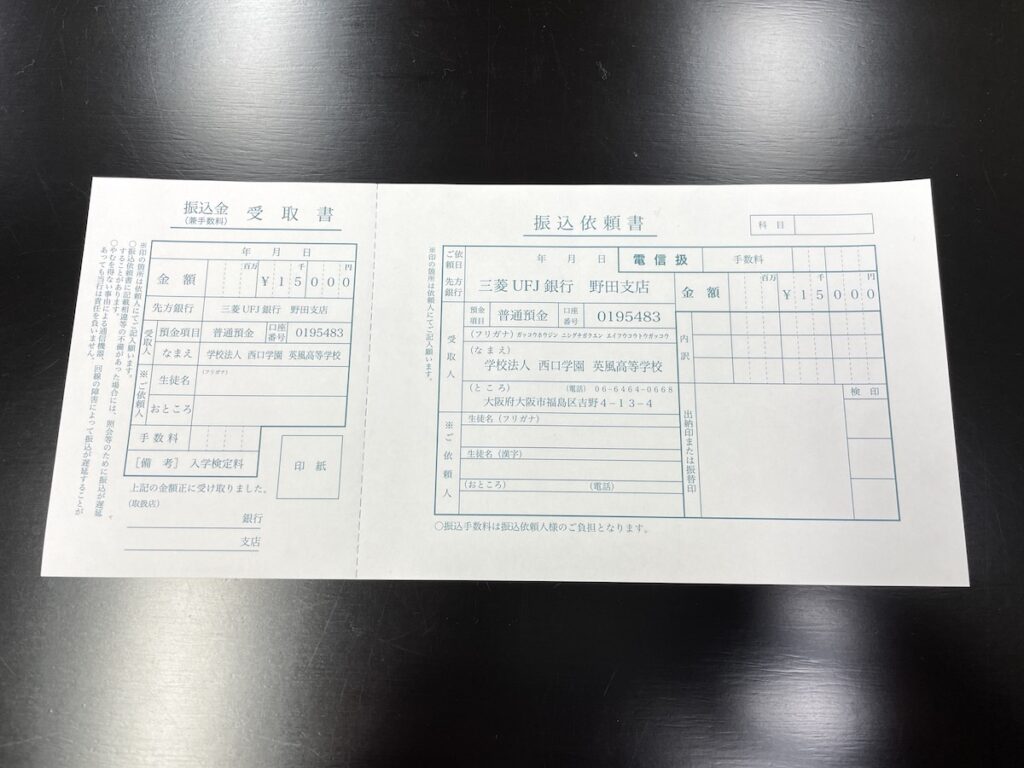 振込金 受取書
(兼手数料)
年 月 日
金額 百万 千 円
¥15000
先方銀行 三菱UFJ銀行 野田支店
受取人
預金項目 普通預金 口座番号 0195483
なまえ 学校法人 西口学園 英風高等学校
※ご依頼人
生徒名 (フリガナ)
おところ
手数料
[備考] 入学検定料
印紙
上記の金額正に受け取りました。
(取扱店)
銀行
支店
※印の箇所は依頼人にてご記入願います。
○振込依頼書に記載相違等の不備があった場合には、照会等のために振込が遅延
することがあります。
○やむを得ない事由による通信機器、回線の障害によって振込が遅延することが
あっても当行は責任を負いません。
振込依頼書
科目
※印の箇所は依頼人にてご記入願います。
ご依頼日 年 月 日 電信扱 手数料
先方銀行 三菱UFJ銀行 野田支店
金額 百万 千 円
¥15000
受取人
預金項目 普通預金 口座番号 0195483
(フリガナ) ガッコウホウジン ニシグチガクエン エイフウコウトウガッコウ
(なまえ)
学校法人 西口学園 英風高等学校
(ところ) (電話) 06-6464-0668
大阪府大阪市福島区吉野4-13-4
※ご依頼人
生徒名(フリガナ)
生徒名(漢字)
(おところ) (電話)
内訳
出納印または振替印
検印
○振込手数料は振込依頼人様のご負担となります。